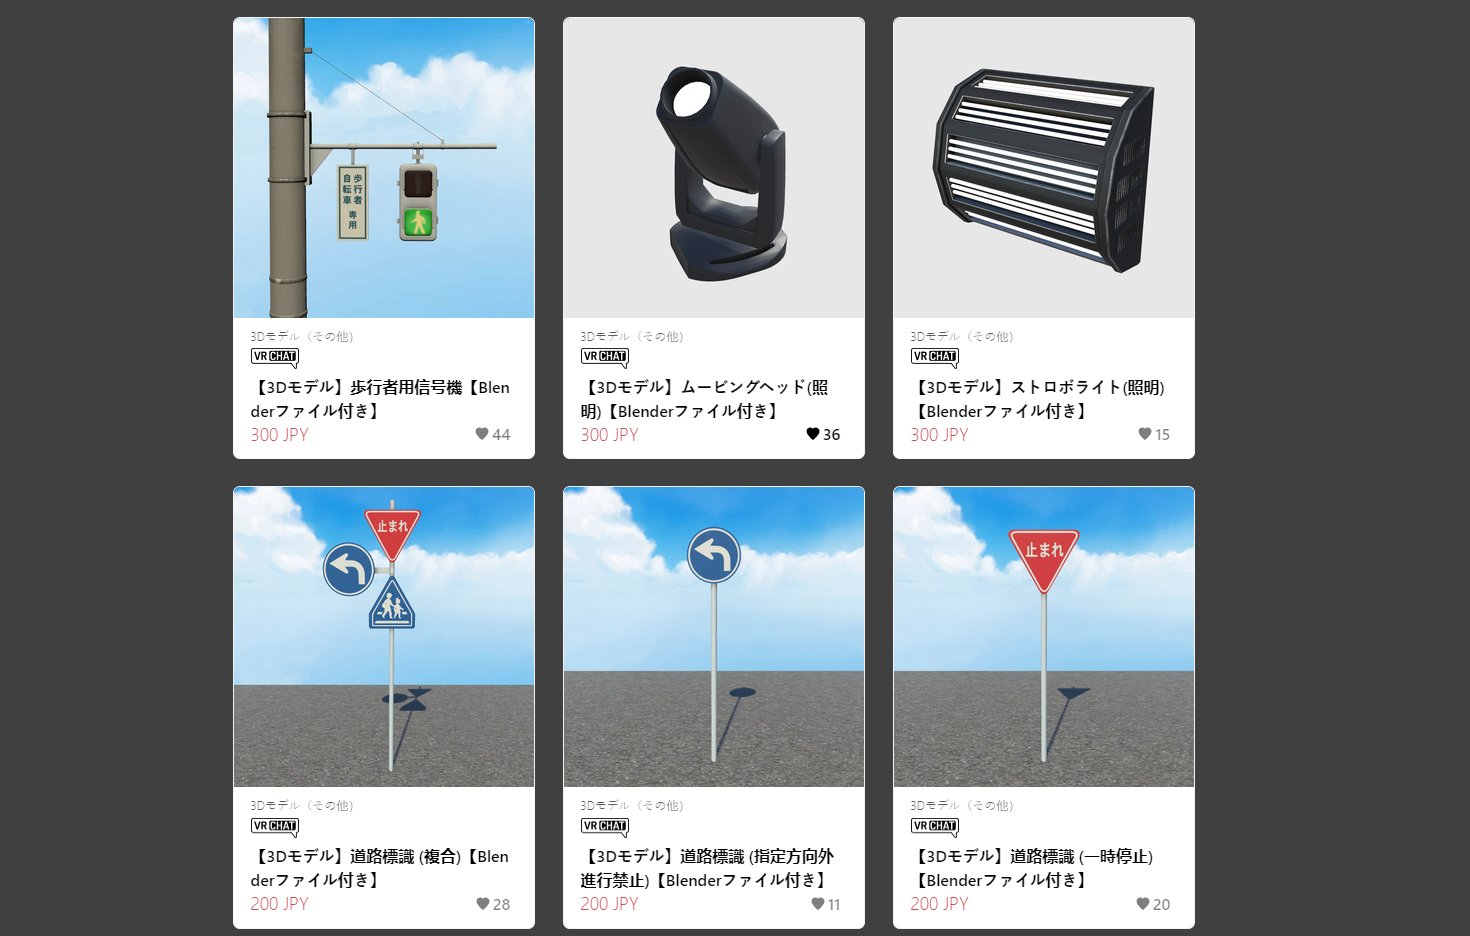 自転車
歩行者
専用
3Dモデル（その他）
VR CHAT
【3Dモデル】歩行者用信号機【Blen
derファイル付き】
300 JPY
44
3Dモデル（その他）
VR CHAT
【3Dモデル】ムービングヘッド(照
明)【Blenderファイル付き】
300 JPY
36
3Dモデル（その他）
VR CHAT
【3Dモデル】ストロボライト(照明)
【Blenderファイル付き】
300 JPY
15
止まれ
3Dモデル（その他）
VR CHAT
【3Dモデル】道路標識 (複合)【Blen
derファイル付き】
200 JPY
28
3Dモデル（その他）
VR CHAT
【3Dモデル】道路標識 (指定方向外
進行禁止)【Blenderファイル付き】
200 JPY
11
止まれ
3Dモデル（その他）
VR CHAT
【3Dモデル】道路標識 (一時停止)
【Blenderファイル付き】
200 JPY
20